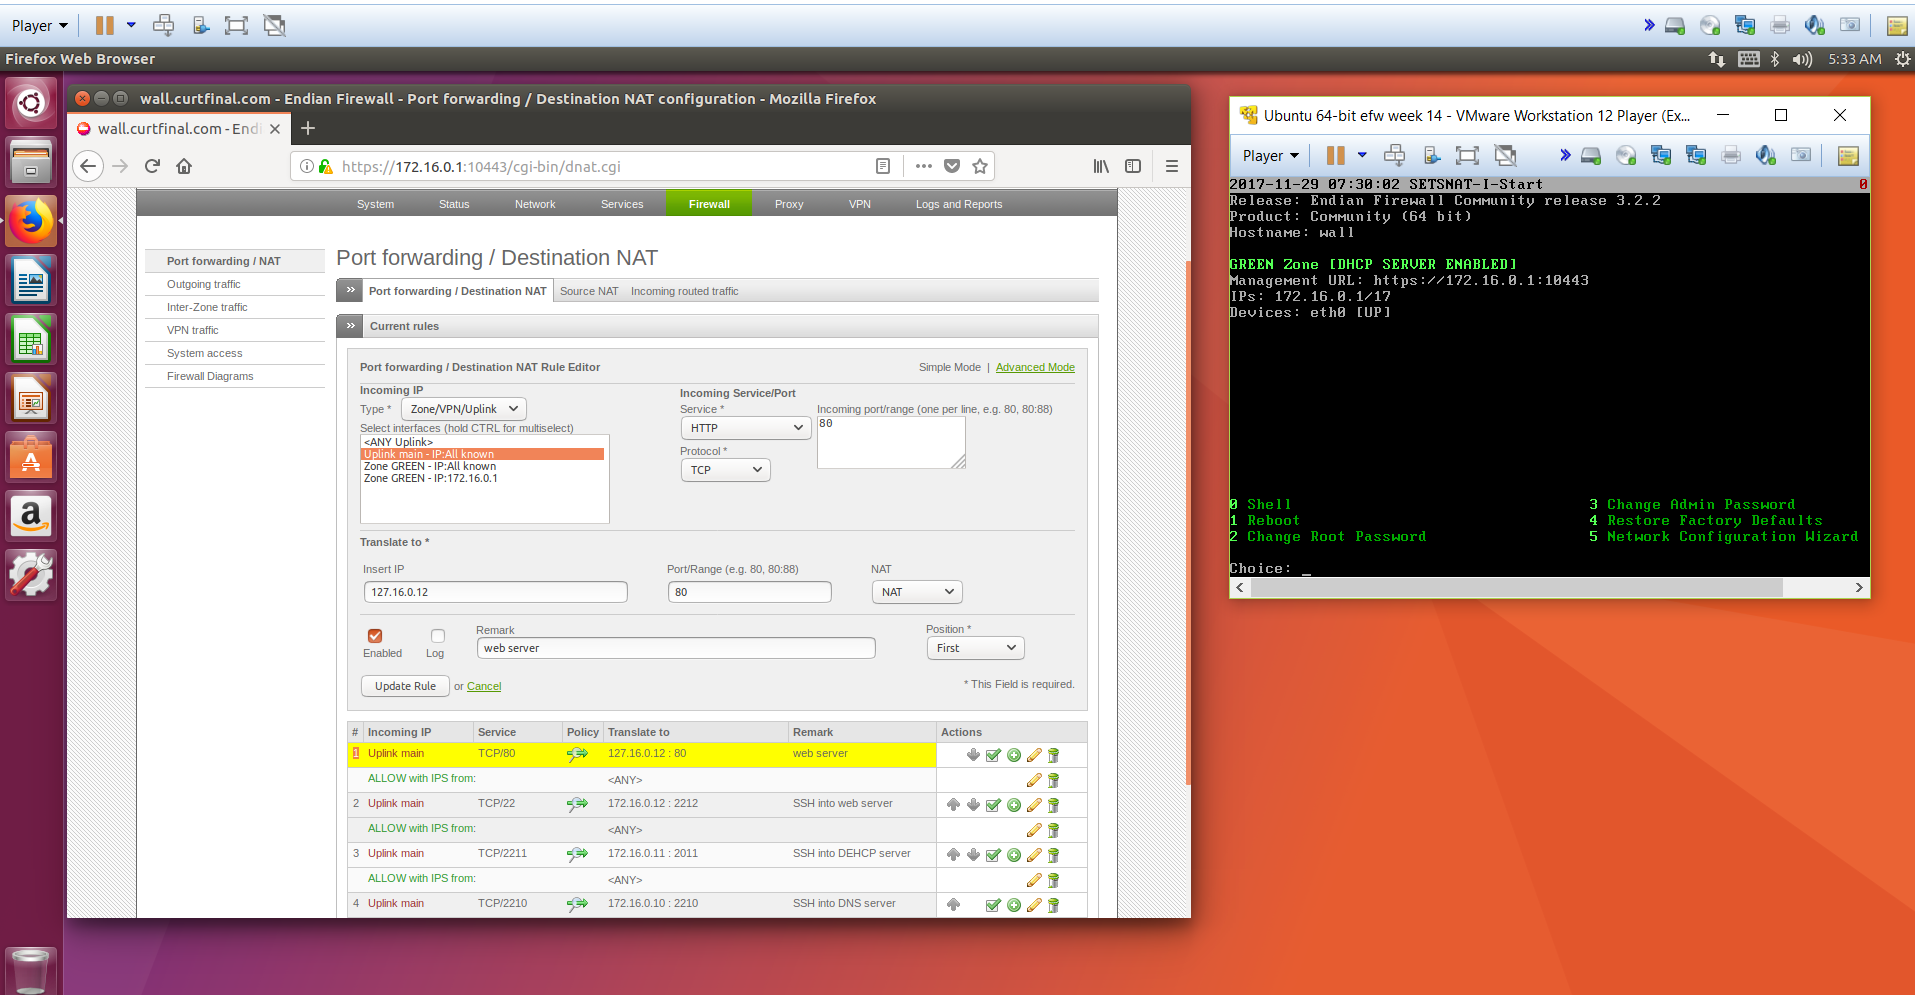 Player
Firefox Web Browser
5:33 AM
wall.curtfinal.com - Endian Firewall - Port forwarding / Destination NAT configuration - Mozilla Firefox
wall.curtfinal.com - Endi
https://172.16.0.1:10443/cgi-bin/dnat.cgi
System Status Network Services Firewall Proxy VPN Logs and Reports
Port forwarding / NAT
Outgoing traffic
Inter-Zone traffic
VPN traffic
System access
Firewall Diagrams
Port forwarding / Destination NAT
Port forwarding / Destination NAT Source NAT Incoming routed traffic
Current rules
Port forwarding / Destination NAT Rule Editor Simple Mode | Advanced Mode
Incoming IP
Type * Zone/VPN/Uplink
Select interfaces (hold CTRL for multiselect)
<ANY Uplink>
Uplink main - IP:All known
Zone GREEN - IP:All known
Zone GREEN - IP:172.16.0.1
Incoming Service/Port
Service * Incoming port/range (one per line, e.g. 80, 80:88)
HTTP 80
Protocol *
TCP
Translate to *
Insert IP Port/Range (e.g. 80, 80:88) NAT
127.16.0.12 80 NAT
Enabled Log
Remark Position *
web server First
Update Rule or Cancel * This Field is required.
# Incoming IP Service Policy Translate to Remark Actions
1 Uplink main TCP/80 127.16.0.12 : 80 web server
ALLOW with IPS from: <ANY>
2 Uplink main TCP/22 172.16.0.12 : 2212 SSH into web server
ALLOW with IPS from: <ANY>
3 Uplink main TCP/2211 172.16.0.11 : 2011 SSH into DEHCP server
ALLOW with IPS from: <ANY>
4 Uplink main TCP/2210 172.16.0.10 : 2210 SSH into DNS server
Ubuntu 64-bit efw week 14 - VMware Workstation 12 Player (Ex...
Player
2017-11-29 07:30:02 SETSNAT-I-Start 0
Release: Endian Firewall Community release 3.2.2
Product: Community (64 bit)
Hostname: wall
GREEN Zone [DHCP SERVER ENABLED]
Management URL: https://172.16.0.1:10443
IPs: 172.16.0.1/17
Devices: eth0 [UP]
0 Shell 3 Change Admin Password
1 Reboot 4 Restore Factory Defaults
2 Change Root Password 5 Network Configuration Wizard
Choice: _